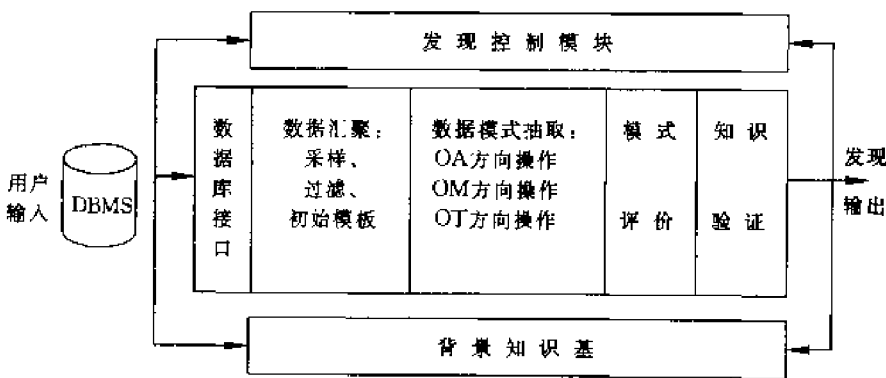 发现控制模块
用户
输入
DBMS
数据库接口
数据汇聚：
采样、
过滤、
初始模板
数据模式抽取：
OA方向操作
OM方向操作
OT方向操作
模式
评价
知识
验证
发现
输出
背景知识基